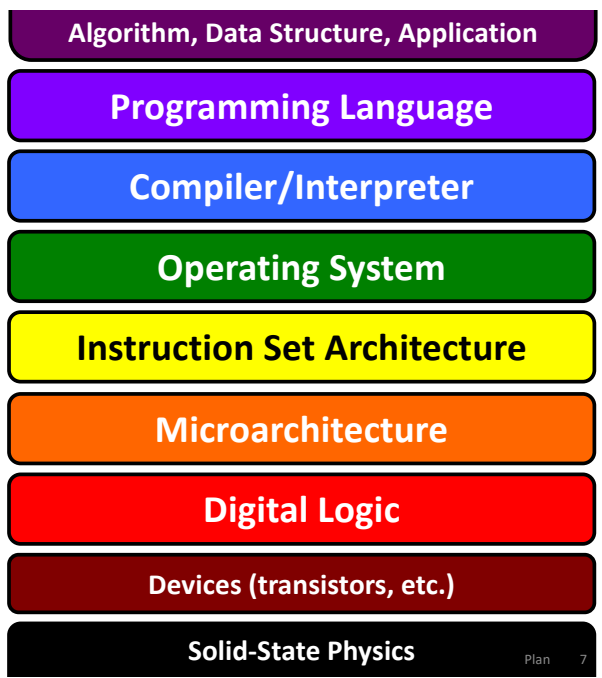 Algorithm, Data Structure, Application
Programming Language
Compiler/Interpreter
Operating System
Instruction Set Architecture
Microarchitecture
Digital Logic
Devices (transistors, etc.)
Solid-State Physics
Plan 7